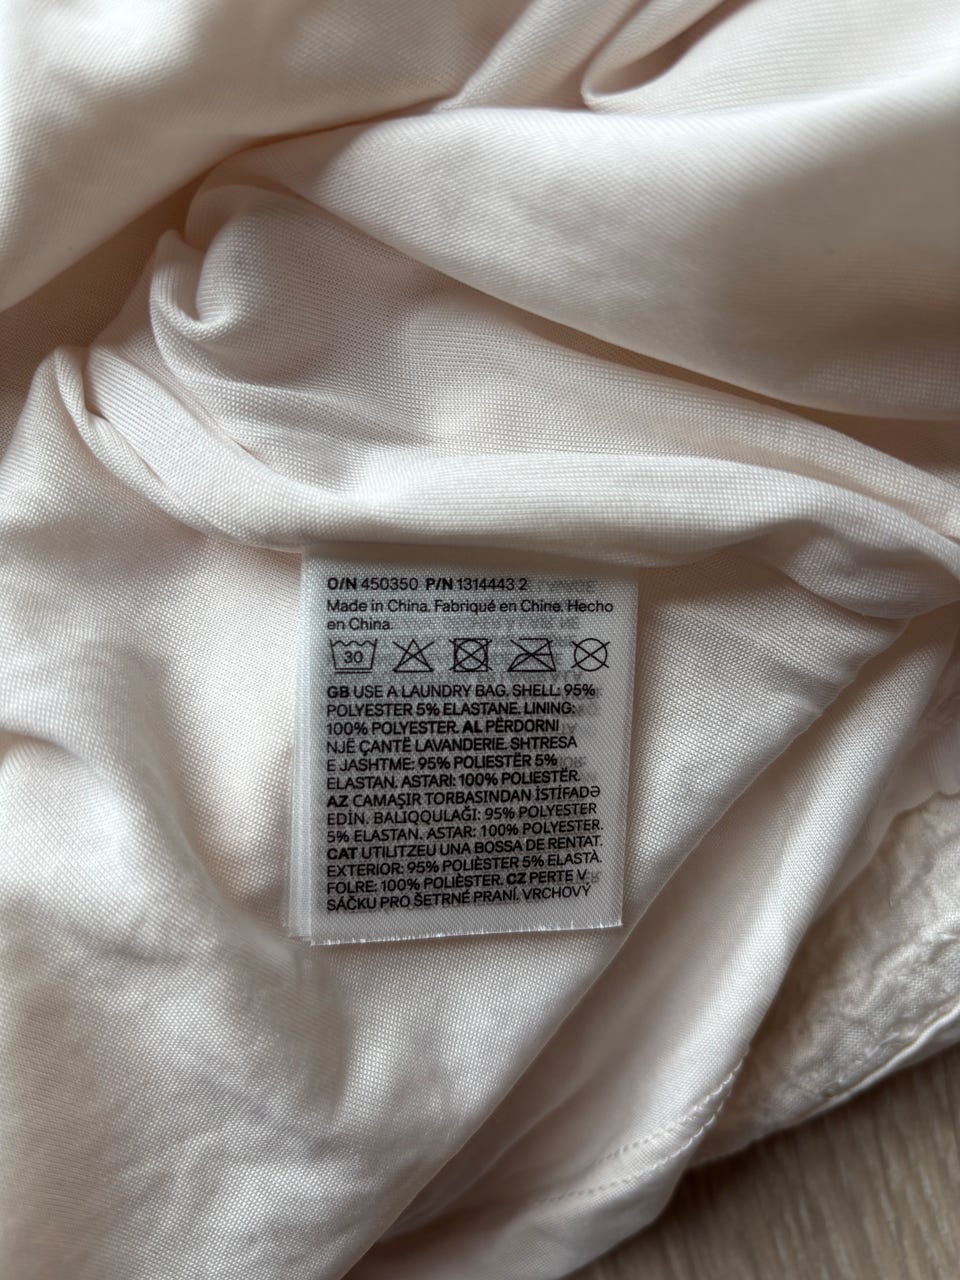 O/N 450350 P/N 1314443 2
Made in China. Fabriqué en Chine. Hecho
en China.
30
GB USE A LAUNDRY BAG. SHELL: 95%
POLYESTER 5% ELASTANE. LINING:
100% POLYESTER. AL PËRDORNI
NJË ÇANTË LAVANDERIE. SHTRESA
E JASHTME: 95% POLIESTËR 5%
ELASTAN. ASTARI: 100% POLIESTËR.
AZ CAMAŞIR TORBASINDAN İSTİFADƏ
EDİN. BALIQQULAĞI: 95% POLYESTER
5% ELASTAN. ASTAR: 100% POLYESTER.
CAT UTILITZEU UNA BOSSA DE RENTAT.
EXTERIOR: 95% POLIÈSTER 5% ELASTÀ.
FOLRE: 100% POLIÈSTER. CZ PERTE V
SÁČKU PRO ŠETRNÉ PRANÍ. VRCHOVÝ